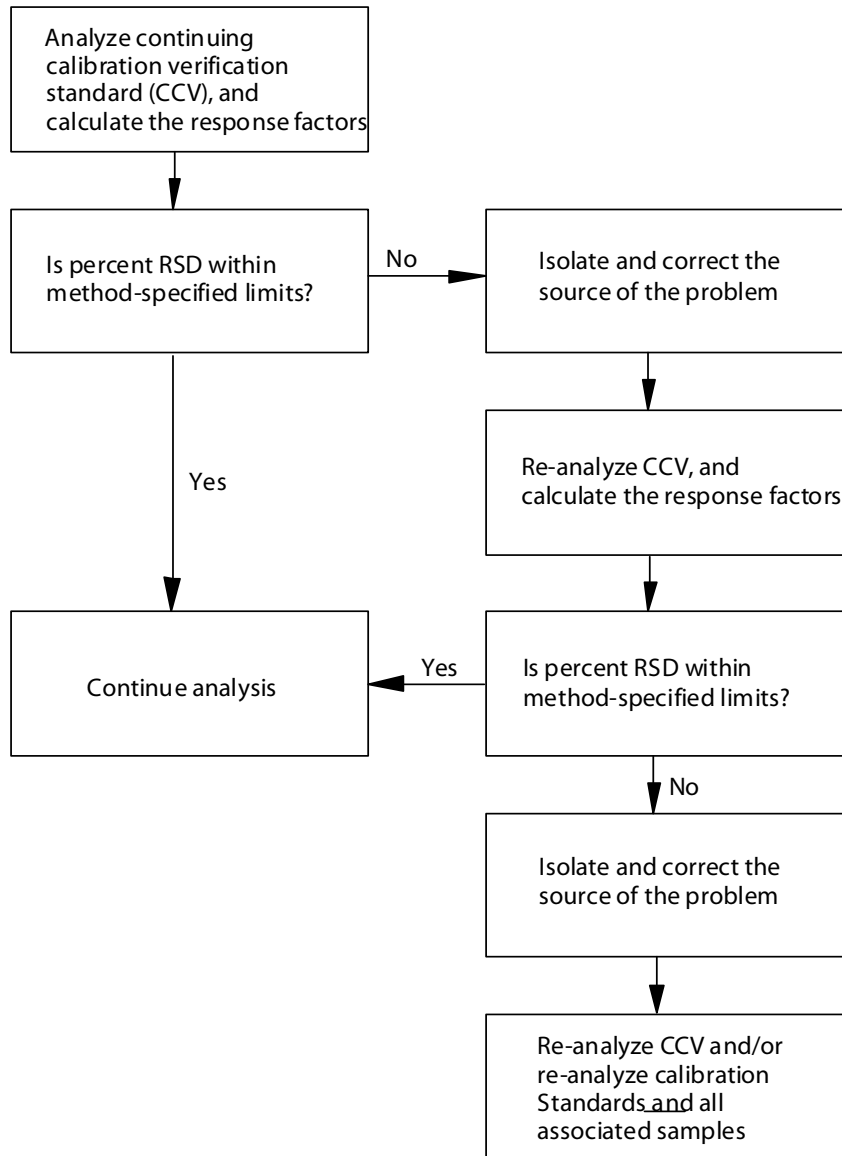 Analyze continuing
calibration verification
standard (CCV), and
calculate the response factors
Is percent RSD within
method-specified limits?
No
Isolate and correct the
source of the problem
Re-analyze CCV, and
calculate the response factors
Yes
Continue analysis
Yes
Is percent RSD within
method-specified limits?
No
Isolate and correct the
source of the problem
Re-analyze CCV and/or
re-analyze calibration
Standards and all
associated samples